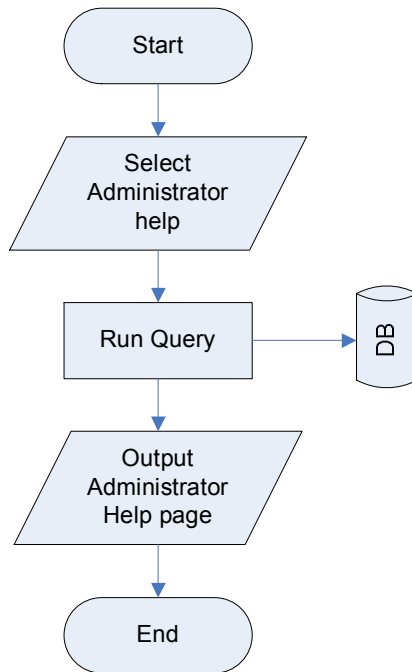 Start
Select
Administrator
help
Run Query
DB
Output
Administrator
Help page
End